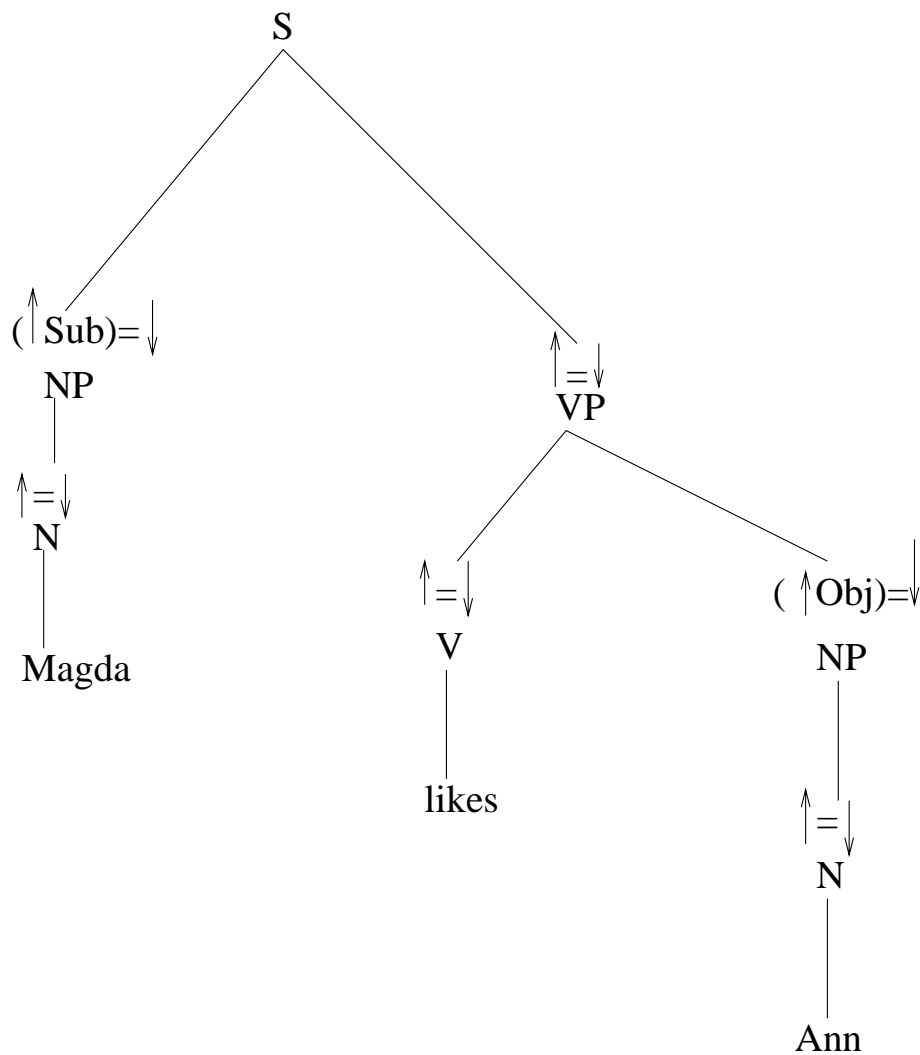 S
(↑Sub)=↓
↑=↓
NP
VP
↑=↓
N
↑=↓
( ↑Obj)=↓
V
NP
Magda
likes
↑=↓
N
Ann